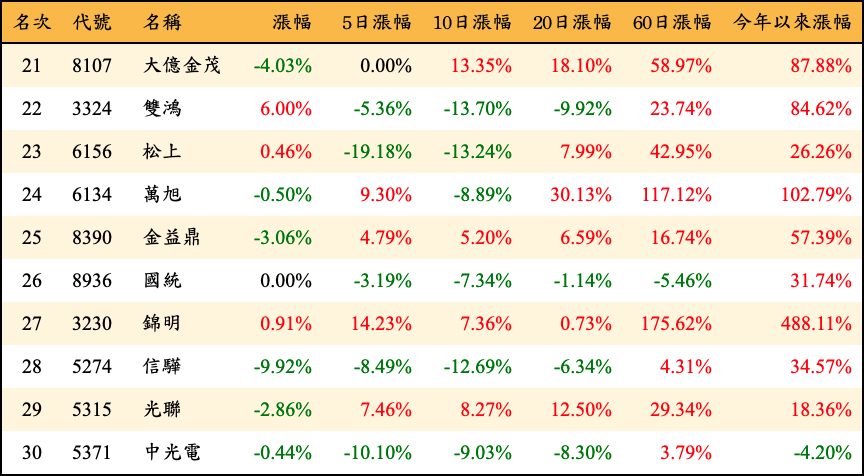 名次 代號 名稱 漲幅 5日漲幅 10日漲幅 20日漲幅 60日漲幅 今年以來漲幅
21 8107 大億金茂 -4.03% 0.00% 13.35% 18.10% 58.97% 87.88%
22 3324 雙鴻 6.00% -5.36% -13.70% -9.92% 23.74% 84.62%
23 6156 松上 0.46% -19.18% -13.24% 7.99% 42.95% 26.26%
24 6134 萬旭 -0.50% 9.30% -8.89% 30.13% 117.12% 102.79%
25 8390 金益鼎 -3.06% 4.79% 5.20% 6.59% 16.74% 57.39%
26 8936 國統 0.00% -3.19% -7.34% -1.14% -5.46% 31.74%
27 3230 錦明 0.91% 14.23% 7.36% 0.73% 175.62% 488.11%
28 5274 信驊 -9.92% -8.49% -12.69% -6.34% 4.31% 34.57%
29 5315 光聯 -2.86% 7.46% 8.27% 12.50% 29.34% 18.36%
30 5371 中光電 -0.44% -10.10% -9.03% -8.30% 3.79% -4.20%